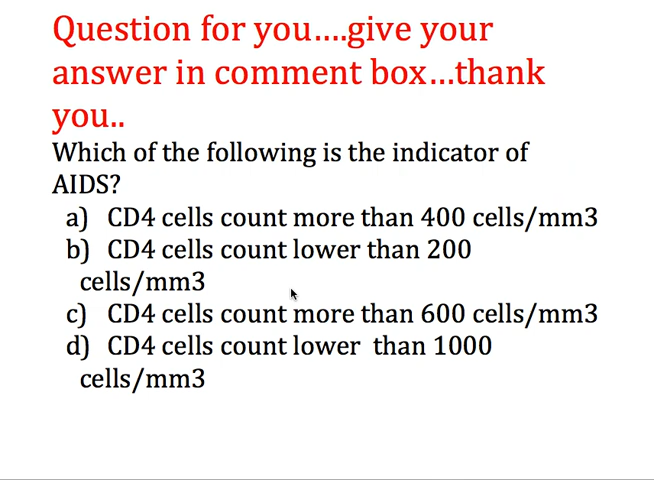 Question for you....give your
answer in comment box...thank
you..
Which of the following is the indicator of
AIDS?
a) CD4 cells count more than 400 cells/mm3
b) CD4 cells count lower than 200
cells/mm3
c) CD4 cells count more than 600 cells/mm3
d) CD4 cells count lower than 1000
cells/mm3